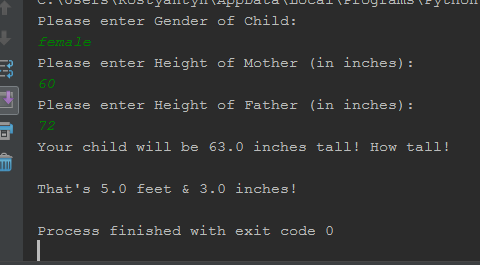 C:\Users\Kostyantyn\AppData\Local\Programs\Python
Please enter Gender of Child:
female
Please enter Height of Mother (in inches):
60
Please enter Height of Father (in inches):
72
Your child will be 63.0 inches tall! How tall!
That's 5.0 feet & 3.0 inches!
Process finished with exit code 0